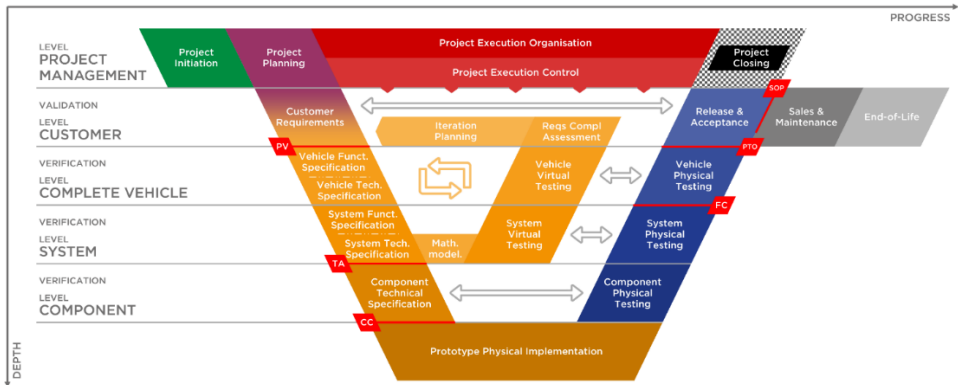 PROGRESS
LEVEL
PROJECT
MANAGEMENT
Project
Initiation
Project
Planning
Project Execution Organisation
Project Execution Control
Project
Closing
SOP
VALIDATION
LEVEL
CUSTOMER
Customer
Requirements
Iteration
Planning
Reqs Compl
Assessment
Release &
Acceptance
Sales &
Maintenance
End-of-Life
PV
PTO
VERIFICATION
LEVEL
COMPLETE VEHICLE
Vehicle Funct.
Specification
Vehicle Tech.
Specification
Vehicle
Virtual
Testing
Vehicle
Physical
Testing
FC
VERIFICATION
LEVEL
SYSTEM
System Funct.
Specification
System Tech.
Specification
Math.
model.
System
Virtual
Testing
System
Physical
Testing
TA
VERIFICATION
LEVEL
COMPONENT
Component
Technical
Specification
Component
Physical
Testing
CC
Prototype Physical Implementation
DEPTH